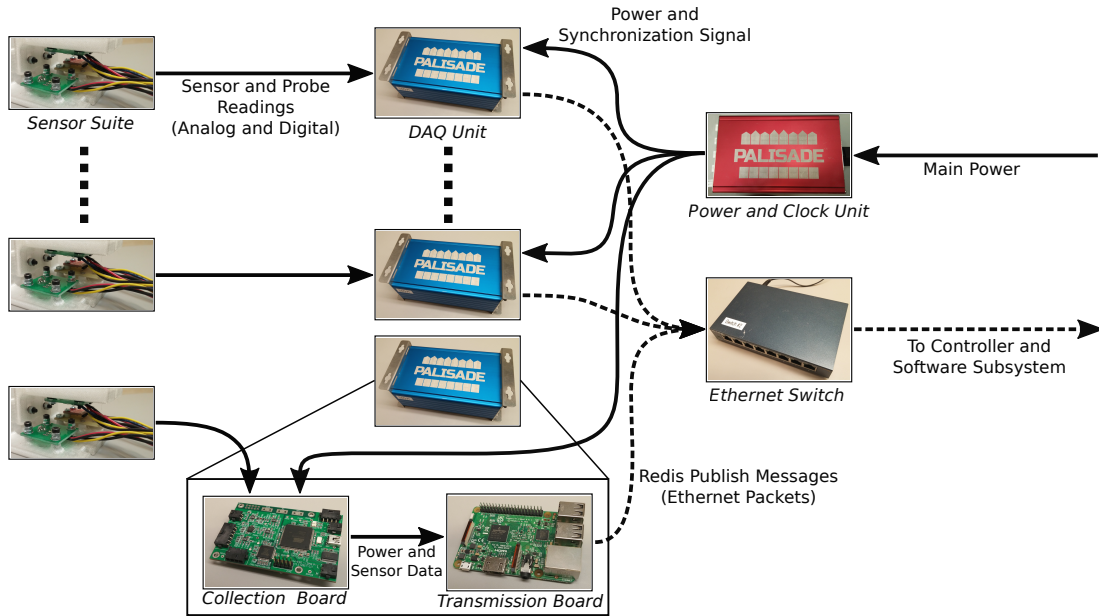 Power and
Synchronization Signal
PALISADE
Sensor and Probe
Readings
(Analog and Digital)
Sensor Suite
DAQ Unit
PALISADE
Main Power
Power and Clock Unit
PALISADE
To Controller and
Software Subsystem
Ethernet Switch
PALISADE
Redis Publish Messages
(Ethernet Packets)
Power and
Sensor Data
Collection Board
Transmission Board